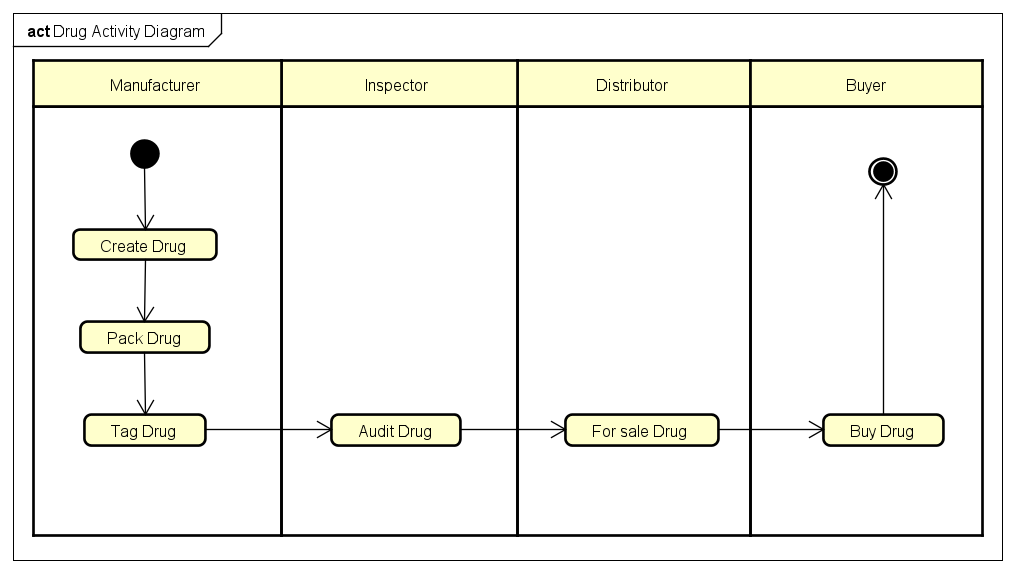 act Drug Activity Diagram
Manufacturer
Inspector
Distributor
Buyer
Create Drug
Pack Drug
Tag Drug
Audit Drug
For sale Drug
Buy Drug